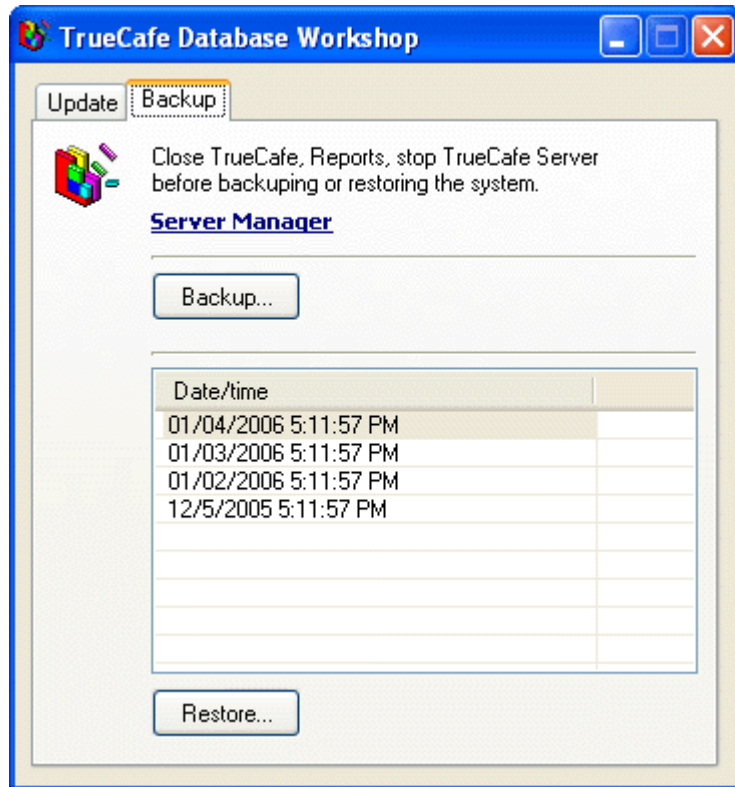 TrueCafe Database Workshop
Update
Backup
Close TrueCafe, Reports, stop TrueCafe Server
before backuping or restoring the system.
Server Manager
Backup...
Date/time
01/04/2006 5:11:57 PM
01/03/2006 5:11:57 PM
01/02/2006 5:11:57 PM
12/5/2005 5:11:57 PM
Restore...